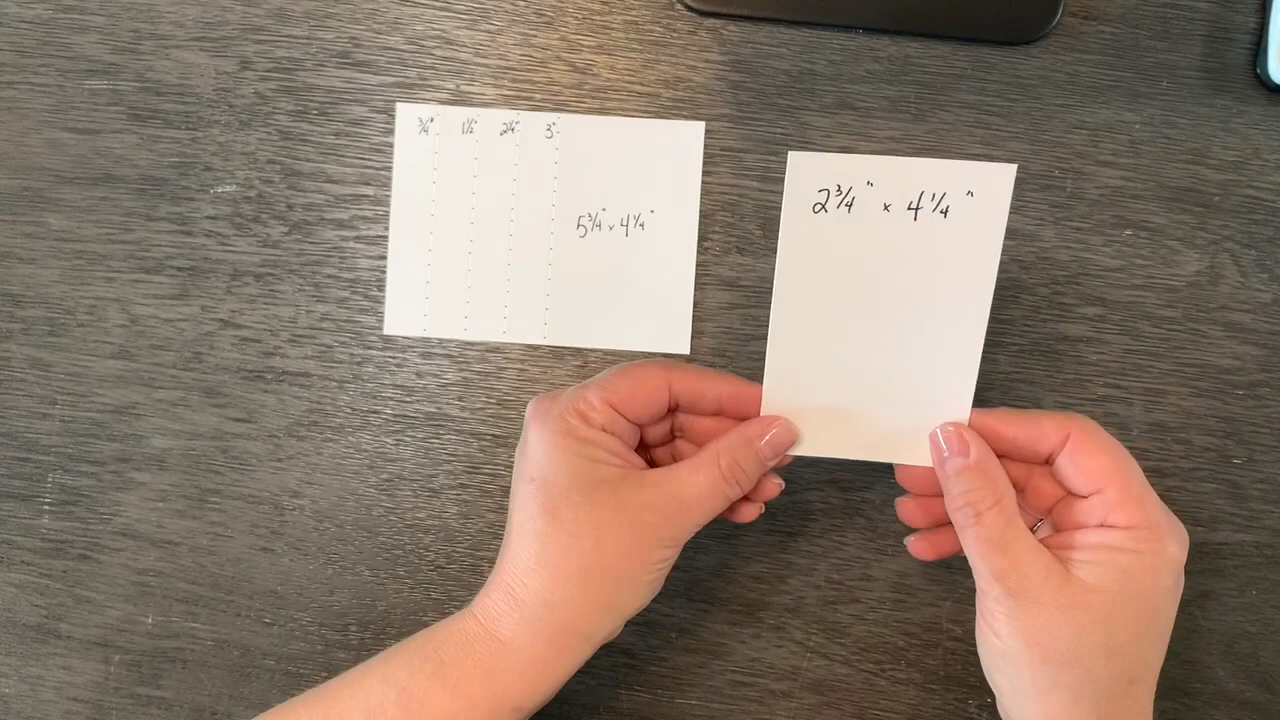 3/4" 1 1/2" 2 1/4" 3"
5 3/4" x 4 1/4"
2 3/4" x 4 1/4"